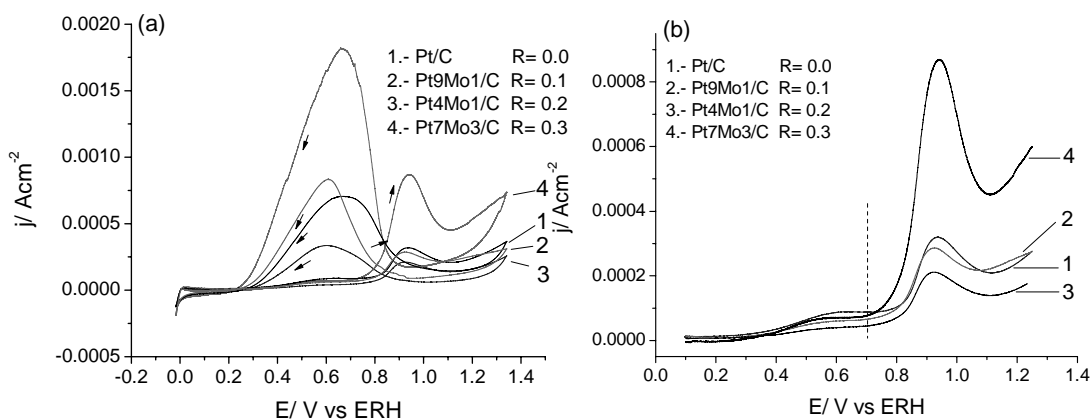 (a)
0.0020
0.0015
0.0010
0.0005
0.0000
-0.0005
j/ Acm-2
1.- Pt/C R= 0.0
2.- Pt9Mo1/C R= 0.1
3.- Pt4Mo1/C R= 0.2
4.- Pt7Mo3/C R= 0.3
4
1
2
3
-0.2 0.0 0.2 0.4 0.6 0.8 1.0 1.2 1.4
E/ V vs ERH
(b)
0.0008
0.0006
0.0004
0.0002
0.0000
j/ Acm-2
1.- Pt/C R= 0.0
2.- Pt9Mo1/C R= 0.1
3.- Pt4Mo1/C R= 0.2
4.- Pt7Mo3/C R= 0.3
4
2
1
3
0.0 0.2 0.4 0.6 0.8 1.0 1.2 1.4
E/ V vs ERH